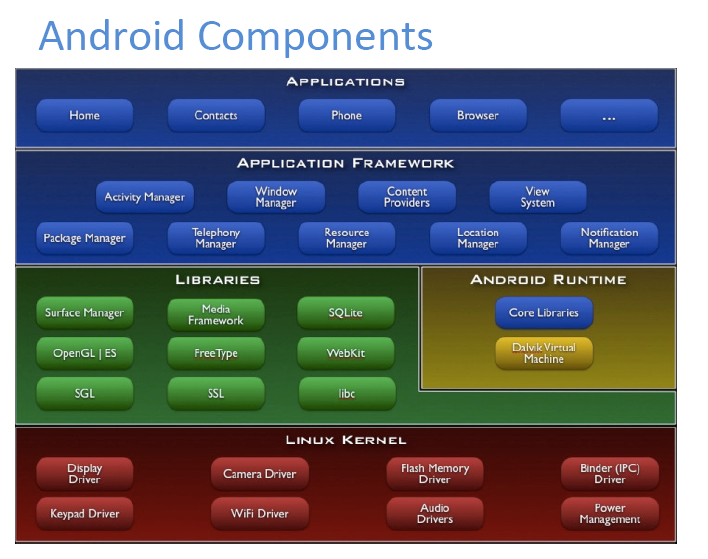 Android Components
APPLICATIONS
Home
Contacts
Phone
Browser
...
APPLICATION FRAMEWORK
Activity Manager
Window
Manager
Content
Providers
View
System
Package Manager
Telephony
Manager
Resource
Manager
Location
Manager
Notification
Manager
LIBRARIES
Surface Manager
Media
Framework
SQLite
OpenGL | ES
FreeType
WebKit
SGL
SSL
libc
ANDROID RUNTIME
Core Libraries
Dalvik Virtual
Machine
LINUX KERNEL
Display
Driver
Camera Driver
Flash Memory
Driver
Binder (IPC)
Driver
Keypad Driver
WiFi Driver
Audio
Drivers
Power
Management